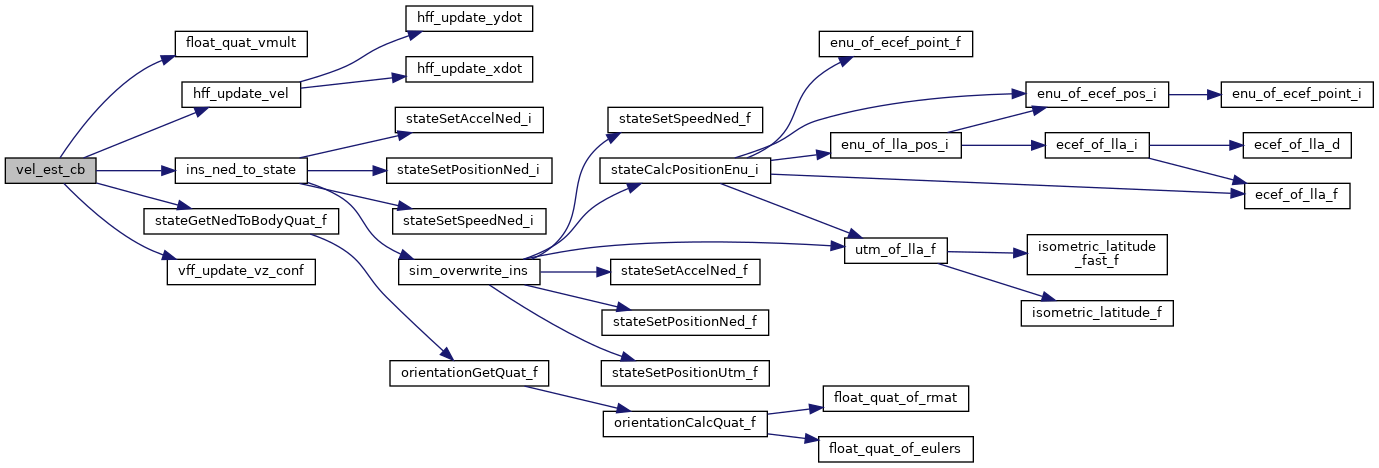 hff_update_ydot
float_quat_vmult
enu_of_ecef_point_f
hff_update_xdot
hff_update_vel
enu_of_ecef_pos_i
enu_of_ecef_point_i
stateSetAccelNed_i
stateSetSpeedNed_f
enu_of_lla_pos_i
ecef_of_lla_i
ecef_of_lla_d
vel_est_cb
ins_ned_to_state
stateSetPositionNed_i
stateCalcPositionEnu_i
ecef_of_lla_f
stateGetNedToBodyQuat_f
stateSetSpeedNed_i
utm_of_lla_f
isometric_latitude
_fast_f
vff_update_vz_conf
sim_overwrite_ins
stateSetAccelNed_f
isometric_latitude_f
stateSetPositionNed_f
orientationGetQuat_f
stateSetPositionUtm_f
float_quat_of_rmat
orientationCalcQuat_f
float_quat_of_eulers